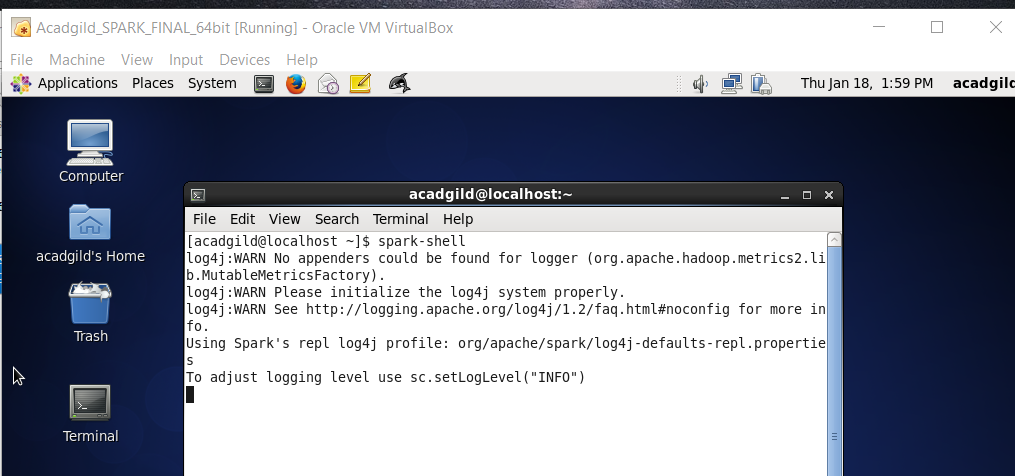 Acadgild_SPARK_FINAL_64bit [Running] - Oracle VM VirtualBox
File Machine View Input Devices Help
Applications Places System Thu Jan 18, 1:59 PM acadgild
Computer
acadgild's Home
Trash
Terminal
acadgild@localhost:~
File Edit View Search Terminal Help
[acadgild@localhost ~]$ spark-shell
log4j:WARN No appenders could be found for logger (org.apache.hadoop.metrics2.li
b.MutableMetricsFactory).
log4j:WARN Please initialize the log4j system properly.
log4j:WARN See http://logging.apache.org/log4j/1.2/faq.html#noconfig for more in
fo.
Using Spark's repl log4j profile: org/apache/spark/log4j-defaults-repl.propertie
s
To adjust logging level use sc.setLogLevel("INFO")